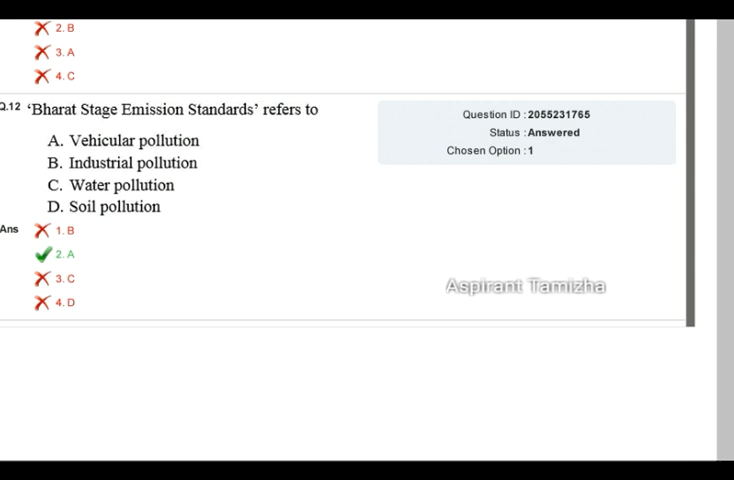 2. B
3. A
4. C
Q.12 ‘Bharat Stage Emission Standards’ refers to
A. Vehicular pollution
B. Industrial pollution
C. Water pollution
D. Soil pollution
Question ID : 2055231765
Status : Answered
Chosen Option : 1
Ans 1. B
2. A
3. C
4. D
Aspirant Tamizha